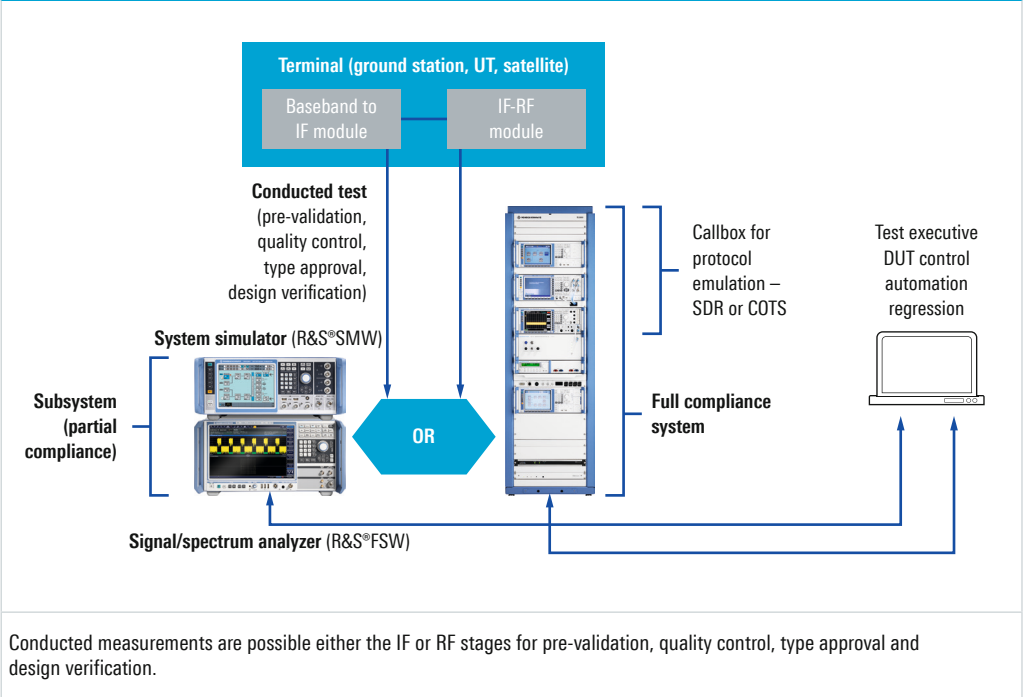 Terminal (ground station, UT, satellite)
Baseband to
IF module
IF-RF
module
Conducted test
(pre-validation,
quality control,
type approval,
design verification)
Callbox for
protocol
emulation –
SDR or COTS
Test executive
DUT control
automation
regression
System simulator (R&S®SMW)
Subsystem
(partial
compliance)
OR
Full compliance
system
Signal/spectrum analyzer (R&S®FSW)
Conducted measurements are possible either the IF or RF stages for pre-validation, quality control, type approval and
design verification.